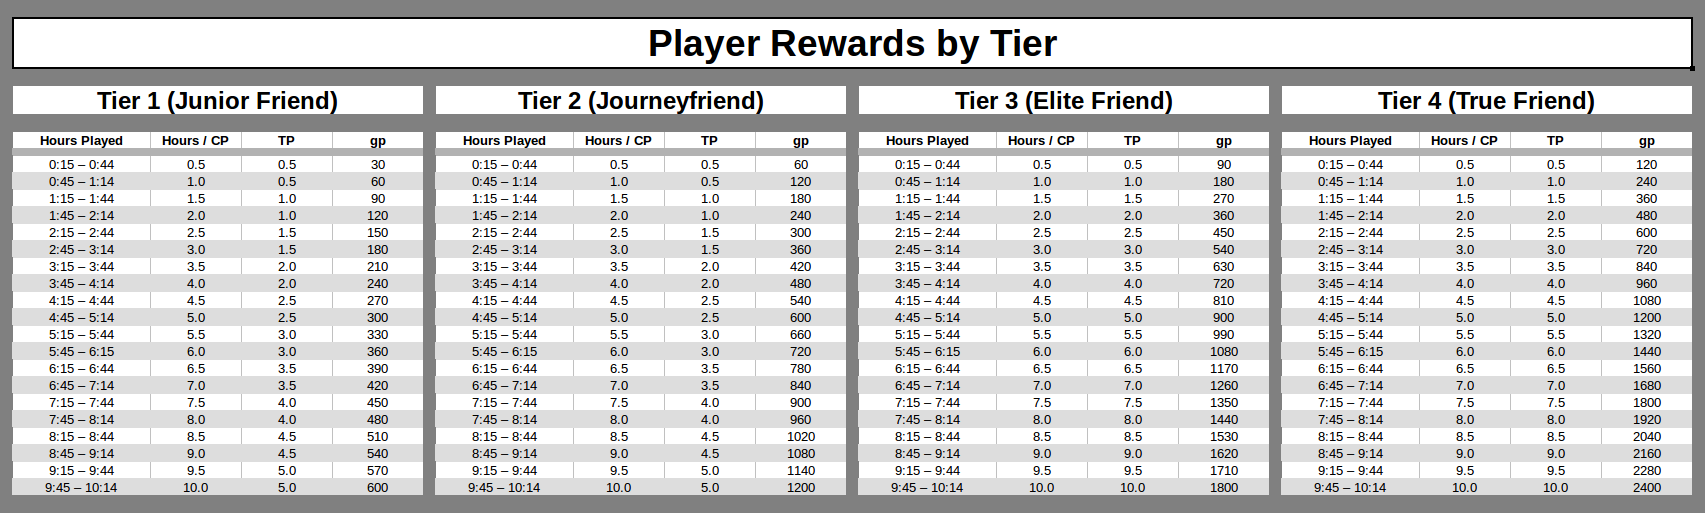 Player Rewards by Tier
Tier 1 (Junior Friend) Tier 2 (Journeyfriend) Tier 3 (Elite Friend) Tier 4 (True Friend)
Hours Played Hours / CP TP gp Hours Played Hours / CP TP gp Hours Played Hours / CP TP gp Hours Played Hours / CP TP gp
0:15 – 0:44 0.5 0.5 30 0:15 – 0:44 0.5 0.5 60 0:15 – 0:44 0.5 0.5 90 0:15 – 0:44 0.5 0.5 120
0:45 – 1:14 1.0 0.5 60 0:45 – 1:14 1.0 0.5 120 0:45 – 1:14 1.0 1.0 180 0:45 – 1:14 1.0 1.0 240
1:15 – 1:44 1.5 1.0 90 1:15 – 1:44 1.5 1.0 180 1:15 – 1:44 1.5 1.5 270 1:15 – 1:44 1.5 1.5 360
1:45 – 2:14 2.0 1.0 120 1:45 – 2:14 2.0 1.0 240 1:45 – 2:14 2.0 2.0 360 1:45 – 2:14 2.0 2.0 480
2:15 – 2:44 2.5 1.5 150 2:15 – 2:44 2.5 1.5 300 2:15 – 2:44 2.5 2.5 450 2:15 – 2:44 2.5 2.5 600
2:45 – 3:14 3.0 1.5 180 2:45 – 3:14 3.0 1.5 360 2:45 – 3:14 3.0 3.0 540 2:45 – 3:14 3.0 3.0 720
3:15 – 3:44 3.5 2.0 210 3:15 – 3:44 3.5 2.0 420 3:15 – 3:44 3.5 3.5 630 3:15 – 3:44 3.5 3.5 840
3:45 – 4:14 4.0 2.0 240 3:45 – 4:14 4.0 2.0 480 3:45 – 4:14 4.0 4.0 720 3:45 – 4:14 4.0 4.0 960
4:15 – 4:44 4.5 2.5 270 4:15 – 4:44 4.5 2.5 540 4:15 – 4:44 4.5 4.5 810 4:15 – 4:44 4.5 4.5 1080
4:45 – 5:14 5.0 2.5 300 4:45 – 5:14 5.0 2.5 600 4:45 – 5:14 5.0 5.0 900 4:45 – 5:14 5.0 5.0 1200
5:15 – 5:44 5.5 3.0 330 5:15 – 5:44 5.5 3.0 660 5:15 – 5:44 5.5 5.5 990 5:15 – 5:44 5.5 5.5 1320
5:45 – 6:15 6.0 3.0 360 5:45 – 6:15 6.0 3.0 720 5:45 – 6:15 6.0 6.0 1080 5:45 – 6:15 6.0 6.0 1440
6:15 – 6:44 6.5 3.5 390 6:15 – 6:44 6.5 3.5 780 6:15 – 6:44 6.5 6.5 1170 6:15 – 6:44 6.5 6.5 1560
6:45 – 7:14 7.0 3.5 420 6:45 – 7:14 7.0 3.5 840 6:45 – 7:14 7.0 7.0 1260 6:45 – 7:14 7.0 7.0 1680
7:15 – 7:44 7.5 4.0 450 7:15 – 7:44 7.5 4.0 900 7:15 – 7:44 7.5 7.5 1350 7:15 – 7:44 7.5 7.5 1800
7:45 – 8:14 8.0 4.0 480 7:45 – 8:14 8.0 4.0 960 7:45 – 8:14 8.0 8.0 1440 7:45 – 8:14 8.0 8.0 1920
8:15 – 8:44 8.5 4.5 510 8:15 – 8:44 8.5 4.5 1020 8:15 – 8:44 8.5 8.5 1530 8:15 – 8:44 8.5 8.5 2040
8:45 – 9:14 9.0 4.5 540 8:45 – 9:14 9.0 4.5 1080 8:45 – 9:14 9.0 9.0 1620 8:45 – 9:14 9.0 9.0 2160
9:15 – 9:44 9.5 5.0 570 9:15 – 9:44 9.5 5.0 1140 9:15 – 9:44 9.5 9.5 1710 9:15 – 9:44 9.5 9.5 2280
9:45 – 10:14 10.0 5.0 600 9:45 – 10:14 10.0 5.0 1200 9:45 – 10:14 10.0 10.0 1800 9:45 – 10:14 10.0 10.0 2400